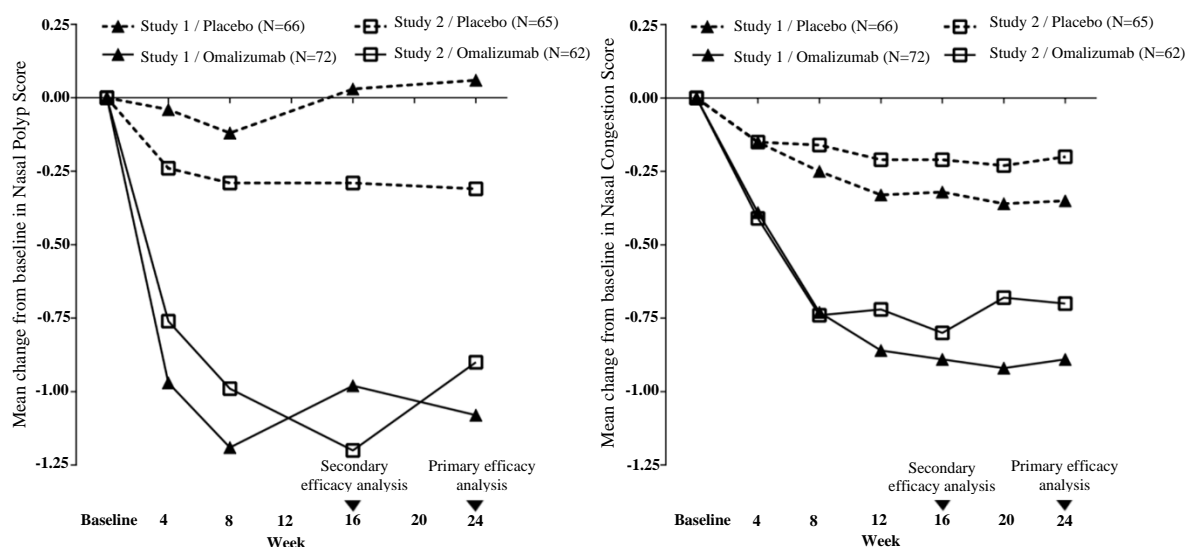 Mean change from baseline in Nasal Polyp Score
0.25
0.00
-0.25
-0.50
-0.75
-1.00
-1.25
Study 1 / Placebo (N=66)
Study 2 / Placebo (N=65)
Study 1 / Omalizumab (N=72)
Study 2 / Omalizumab (N=62)
Secondary
efficacy analysis
Primary efficacy
analysis
Baseline 4 8 12 16 20 24
Week
Mean change from baseline in Nasal Congestion Score
0.25
0.00
-0.25
-0.50
-0.75
-1.00
-1.25
Study 1 / Placebo (N=66)
Study 2 / Placebo (N=65)
Study 1 / Omalizumab (N=72)
Study 2 / Omalizumab (N=62)
Secondary
efficacy analysis
Primary efficacy
analysis
Baseline 4 8 12 16 20 24
Week